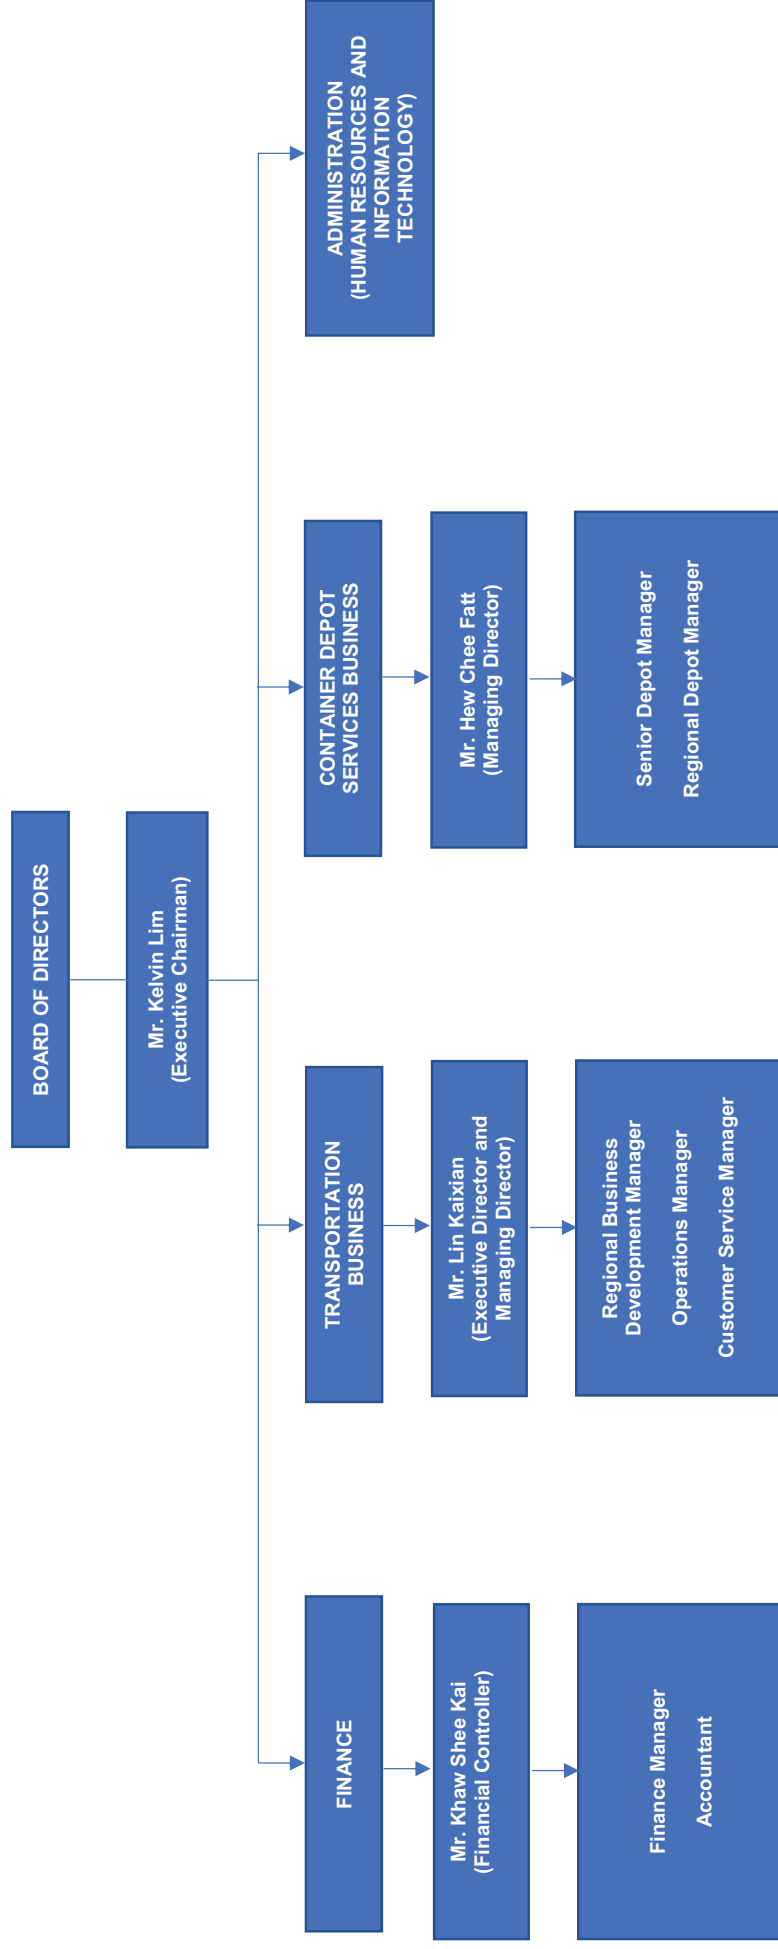 BOARD OF DIRECTORS
Mr. Kelvin Lim
(Executive Chairman)
FINANCE
TRANSPORTATION
BUSINESS
CONTAINER DEPOT
SERVICES BUSINESS
ADMINISTRATION
(HUMAN RESOURCES AND
INFORMATION
TECHNOLOGY)
Mr. Khaw Shee Kai
(Financial Controller)
Mr. Lin Kaixian
(Executive Director and
Managing Director)
Mr. Hew Chee Fatt
(Managing Director)
Finance Manager
Accountant
Regional Business
Development Manager
Operations Manager
Customer Service Manager
Senior Depot Manager
Regional Depot Manager